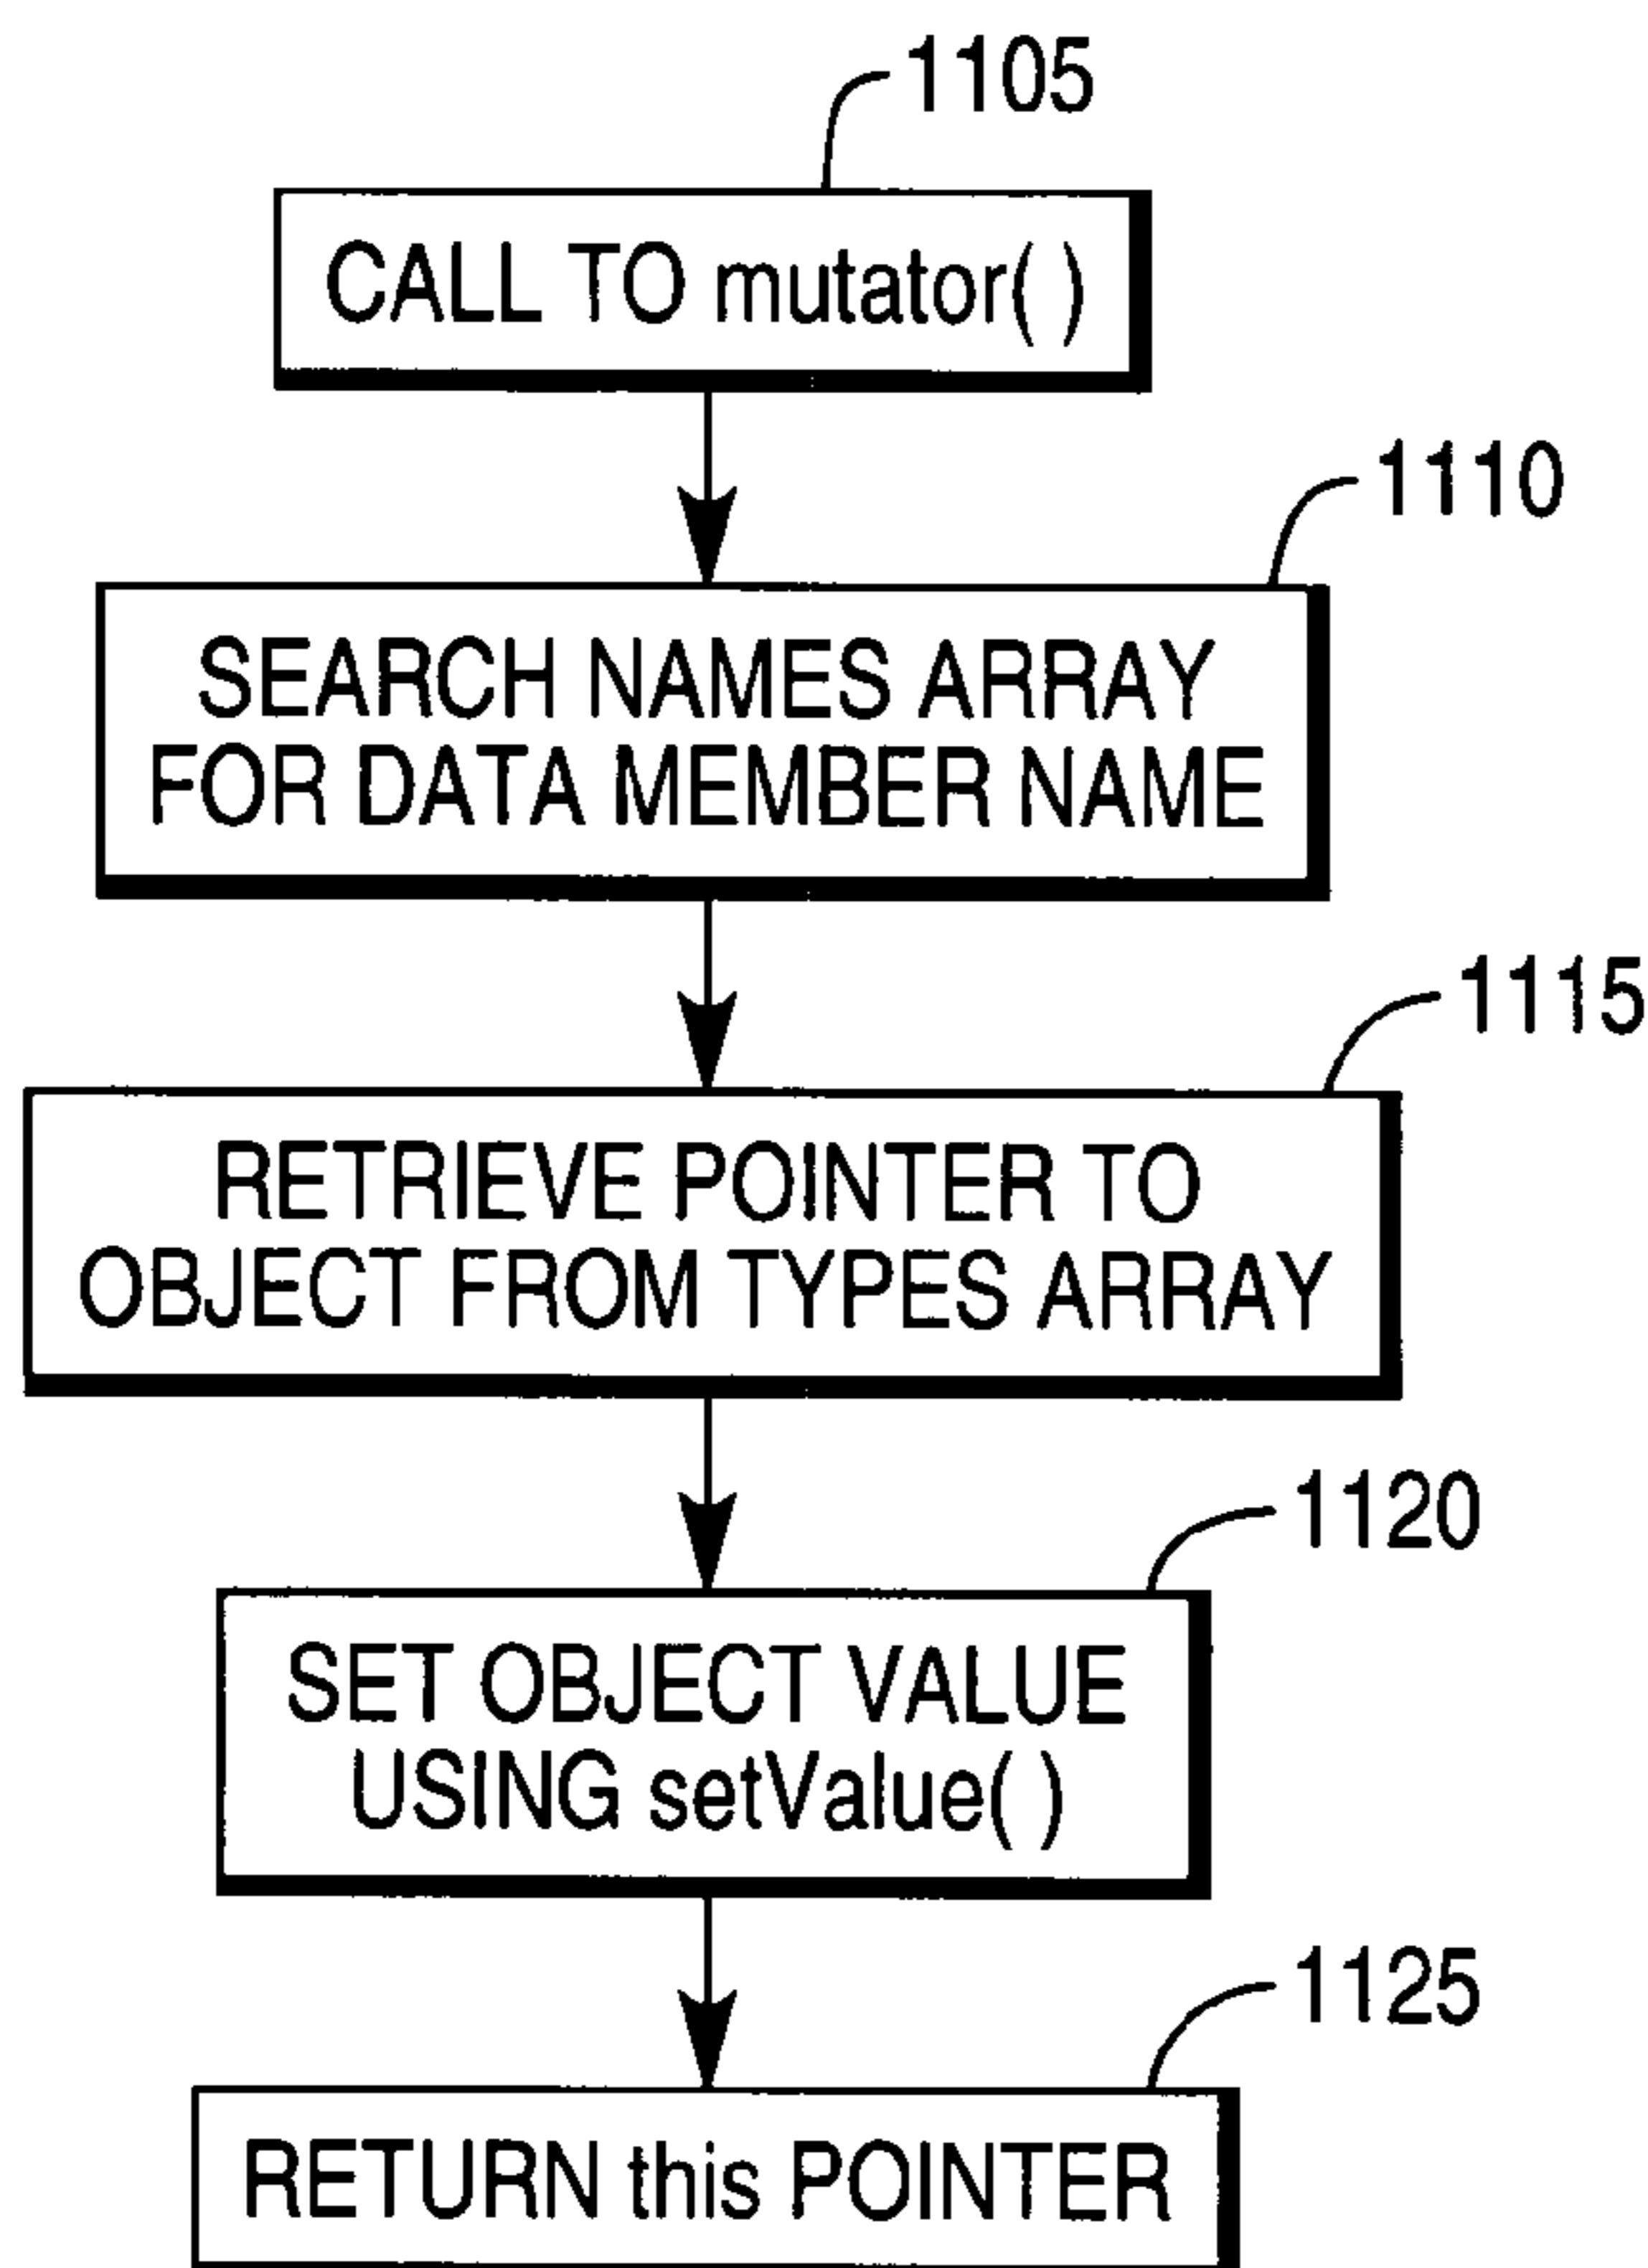 1105
CALL TO mutator( )
1110
SEARCH NAMES ARRAY
FOR DATA MEMBER NAME
1115
RETRIEVE POINTER TO
OBJECT FROM TYPES ARRAY
1120
SET OBJECT VALUE
USING setValue( )
1125
RETURN this POINTER